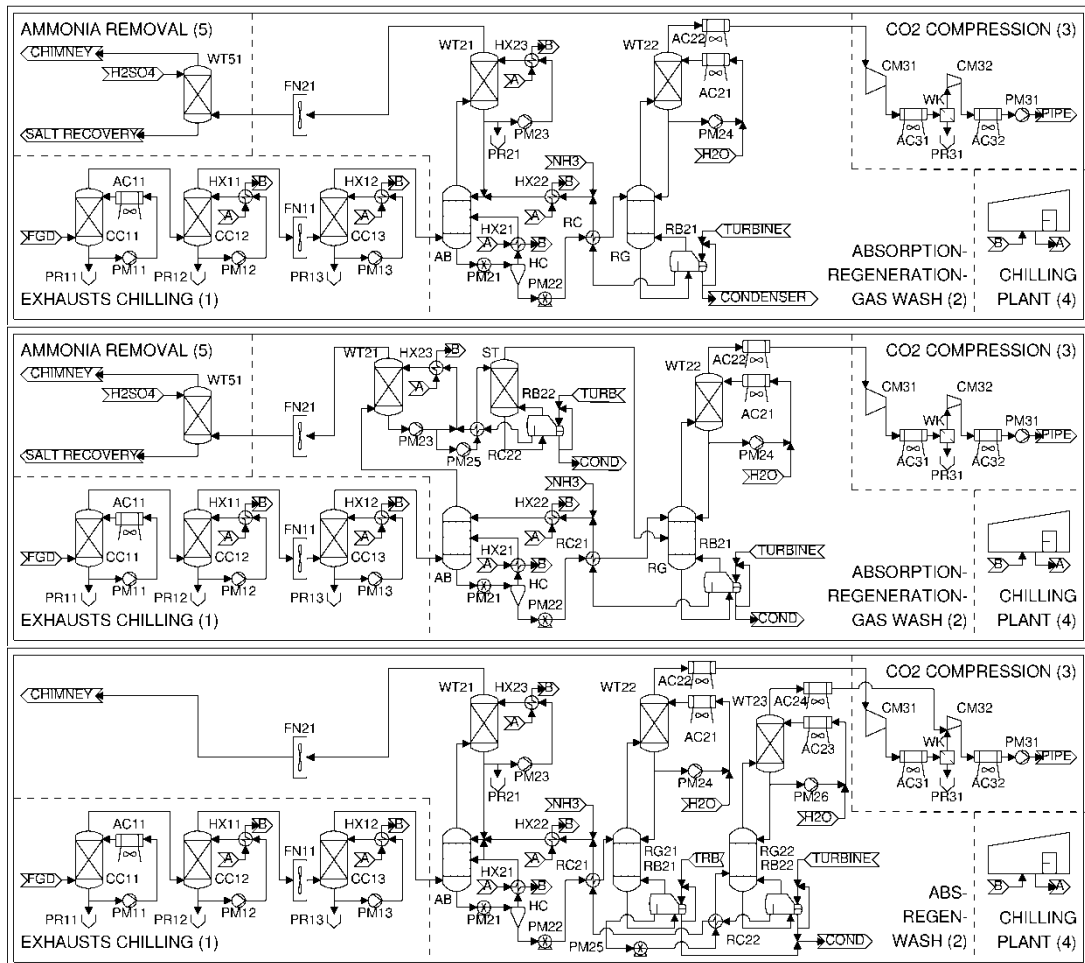 AMMONIA REMOVAL (5)
WT21
HX23
B
AC22
CO2 COMPRESSION (3)
CHIMNEY
WT51
WT22
CM31
CM32
H2SO4
FN21
A
AC21
WK
PM31
PIPE
SALT RECOVERY
PM23
PM24
AC31
AC32
PR21
H2O
PR31
NH3
AC11
HX11
B
HX12
B
HX22
B
FN11
A
A
A
HX21
RC
RB21
TURBINE
FGD
CC11
CC12
CC13
A
B
B
A
AB
HC
RG
ABSORPTION-
PM11
PM12
PM13
PM21
REGENERATION-
CHILLING
PR11
PR12
PR13
PM22
CONDENSER
GAS WASH (2)
PLANT (4)
EXHAUSTS CHILLING (1)
AMMONIA REMOVAL (5)
WT21
HX23
B
ST
AC22
CO2 COMPRESSION (3)
CHIMNEY
WT51
WT22
CM31
CM32
H2SO4
FN21
A
RB22
TURB
AC21
WK
PM31
PIPE
SALT RECOVERY
PM23
PM25
RC22
COND
PM24
AC31
AC32
H2O
PR31
NH3
AC11
HX11
B
HX12
B
HX22
B
FN11
A
A
A
HX21
RC21
RB21
TURBINE
FGD
CC11
CC12
CC13
A
B
B
A
AB
HC
RG
ABSORPTION-
PM11
PM12
PM13
PM21
REGENERATION-
CHILLING
PR11
PR12
PR13
PM22
COND
GAS WASH (2)
PLANT (4)
EXHAUSTS CHILLING (1)
WT21
HX23
B
AC22
CO2 COMPRESSION (3)
CHIMNEY
WT22
WT23
AC24
CM31
CM32
FN21
A
AC21
AC23
WK
PM31
PIPE
PM23
PM24
PM26
AC31
AC32
PR21
H2O
H2O
PR31
NH3
AC11
HX11
B
HX12
B
HX22
B
FN11
A
A
A
HX21
RC21
RG21
RB21
TRB
RG22
RB22
TURBINE
FGD
CC11
CC12
CC13
A
B
B
A
AB
HC
ABS-
PM11
PM12
PM13
PM21
REGEN-
CHILLING
PR11
PR12
PR13
PM22
PM25
RC22
COND
WASH (2)
PLANT (4)
EXHAUSTS CHILLING (1)